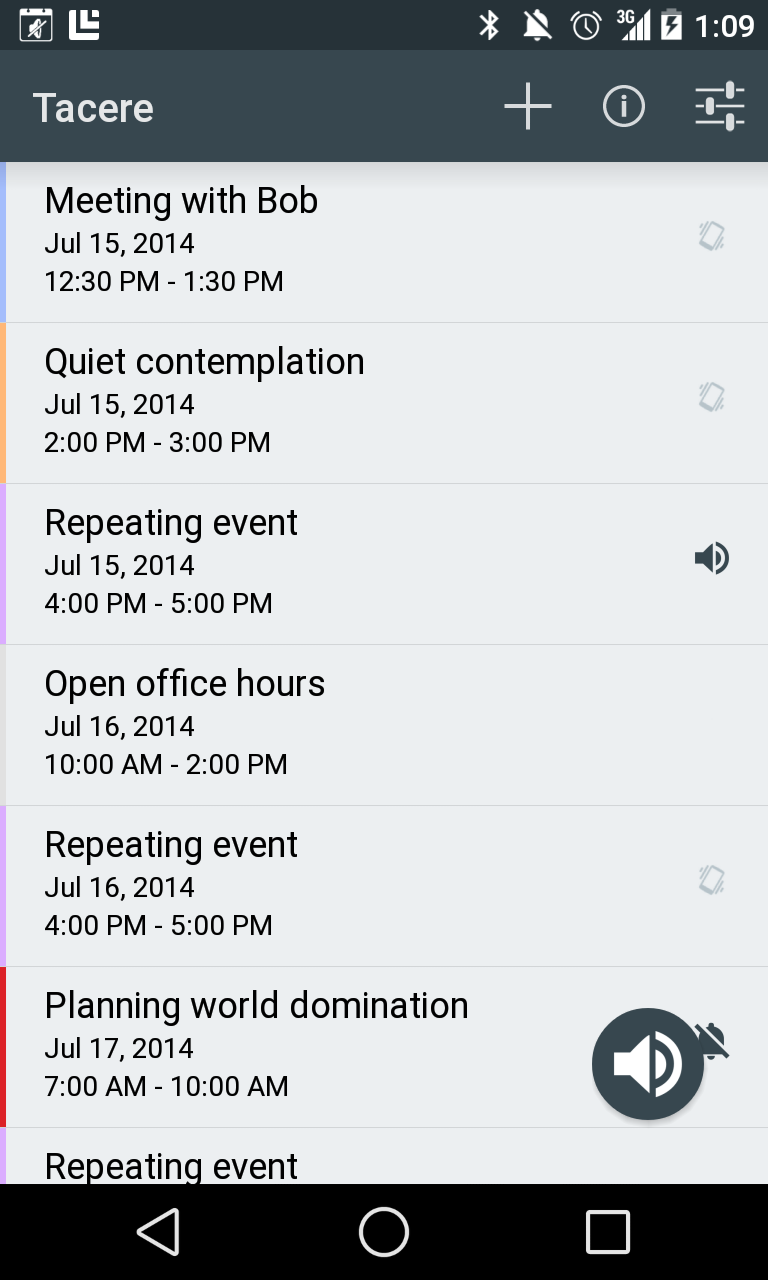 3G 1:09
Tacere
Meeting with Bob
Jul 15, 2014
12:30 PM - 1:30 PM
Quiet contemplation
Jul 15, 2014
2:00 PM - 3:00 PM
Repeating event
Jul 15, 2014
4:00 PM - 5:00 PM
Open office hours
Jul 16, 2014
10:00 AM - 2:00 PM
Repeating event
Jul 16, 2014
4:00 PM - 5:00 PM
Planning world domination
Jul 17, 2014
7:00 AM - 10:00 AM
Repeating event